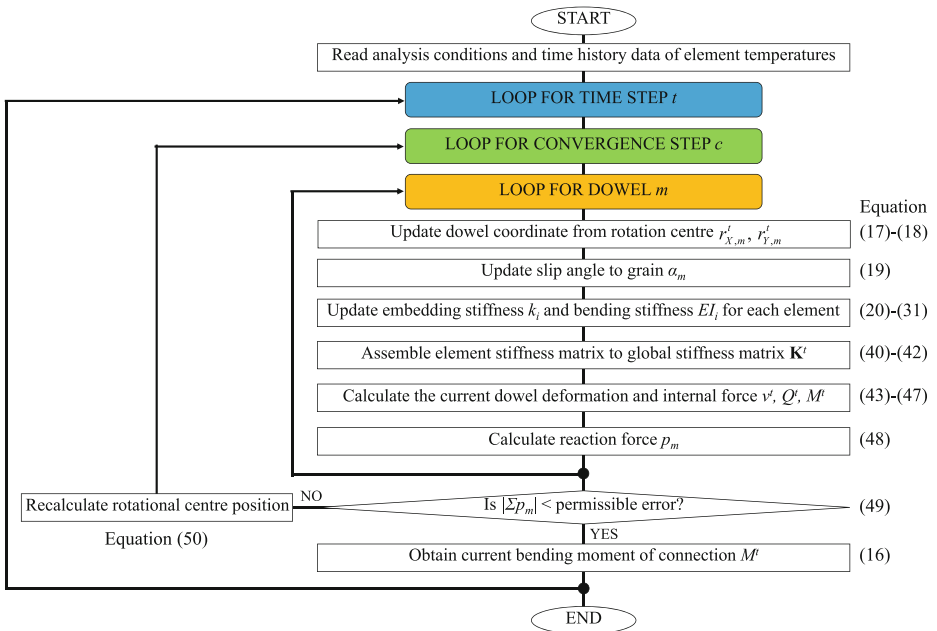 START
Read analysis conditions and time history data of element temperatures
LOOP FOR TIME STEP t
LOOP FOR CONVERGENCE STEP c
LOOP FOR DOWEL m
Equation
Update dowel coordinate from rotation centre r^t_{X,m}, r^t_{Y,m} (17)-(18)
Update slip angle to grain α_m (19)
Update embedding stiffness k_i and bending stiffness EI_i for each element (20)-(31)
Assemble element stiffness matrix to global stiffness matrix K^t (40)-(42)
Calculate the current dowel deformation and internal force v^t, Q^t, M^t (43)-(47)
Calculate reaction force p_m (48)
Recalculate rotational centre position NO Is |Σp_m| < permissible error? (49)
Equation (50) YES
Obtain current bending moment of connection M^t (16)
END